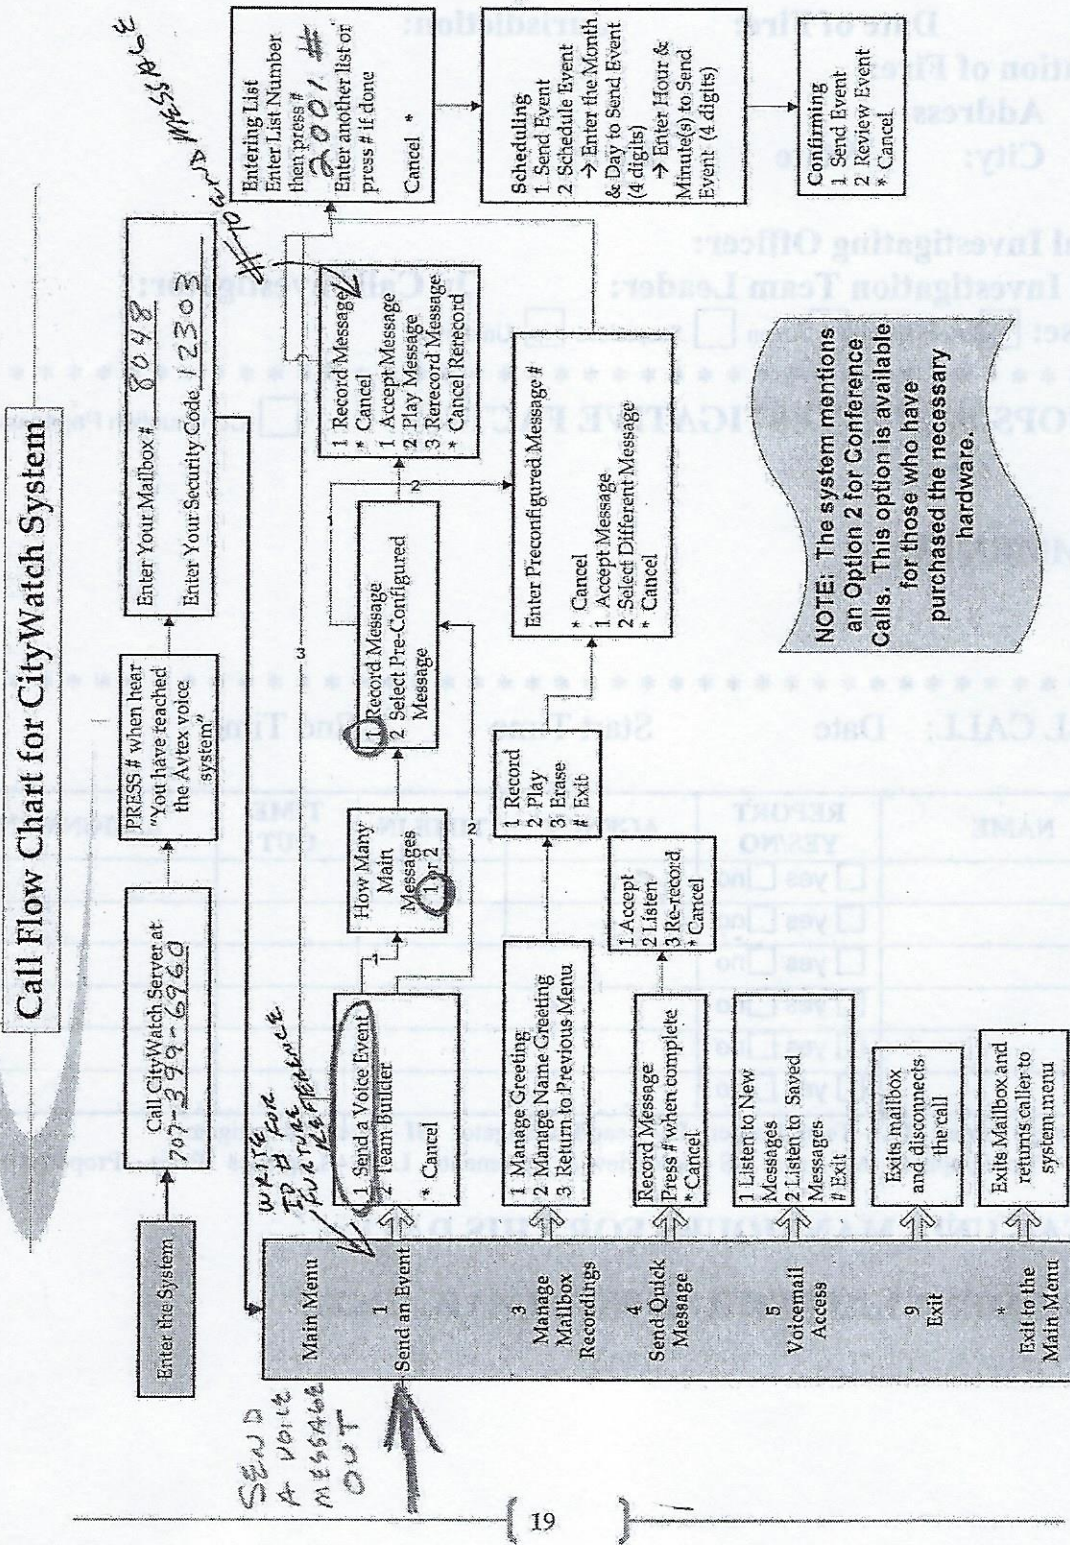 Call Flow Chart for CityWatch System
Enter the System
Call CityWatch Server at
707-399-6960
PRESS # when hear
"You have reached
the Avtex voice
system"
Enter Your Mailbox # 8048
Enter Your Security Code 2303
# TO END MESSAGE
SEND
A VOICE
MESSAGE
OUT
WRITE
ID # FOR
FUTURE
REFERENCE
Main Menu
1
Send an Event
3
Manage
Mailbox
Recordings
4
Send Quick
Message
5
Voicemail
Access
9
Exit
*
Exit to the
Main Menu
1 Send a Voice Event
2 Team Builder
* Cancel
1
2
3
How Many
Main
Messages
1 or 2
1 Record Message
2 Select Pre-Configured
Message
2
1 Record Message
* Cancel
1 Accept Message
2 Play Message
3 Rerecord Message
* Cancel Rerecord
Entering List
Enter List Number
then press #
2001 #
Enter another list or
press # if done
Cancel *
Scheduling
1 Send Event
2 Schedule Event
→ Enter the Month
& Day to Send Event
(4 digits)
→ Enter Hour &
Minute(s) to Send
Event (4 digits)
Confirming
1 Send Event
2 Review Event
* Cancel
Enter Preconfigured Message #
* Cancel
1 Accept Message
2 Select Different Message
* Cancel
1 Manage Greeting
2 Manage Name Greeting
3 Return to Previous Menu
1 Record
2 Play
3 Erase
# Exit
Record Message
Press # when complete
* Cancel
1 Accept
2 Listen
3 Re-record
* Cancel
1 Listen to New
Messages
2 Listen to Saved
Messages
# Exit
Exits mailbox
and disconnects
the call
Exits Mailbox and
returns caller to
system menu
NOTE: The system mentions
an Option 2 for Conference
Calls. This option is available
for those who have
purchased the necessary
hardware.
19